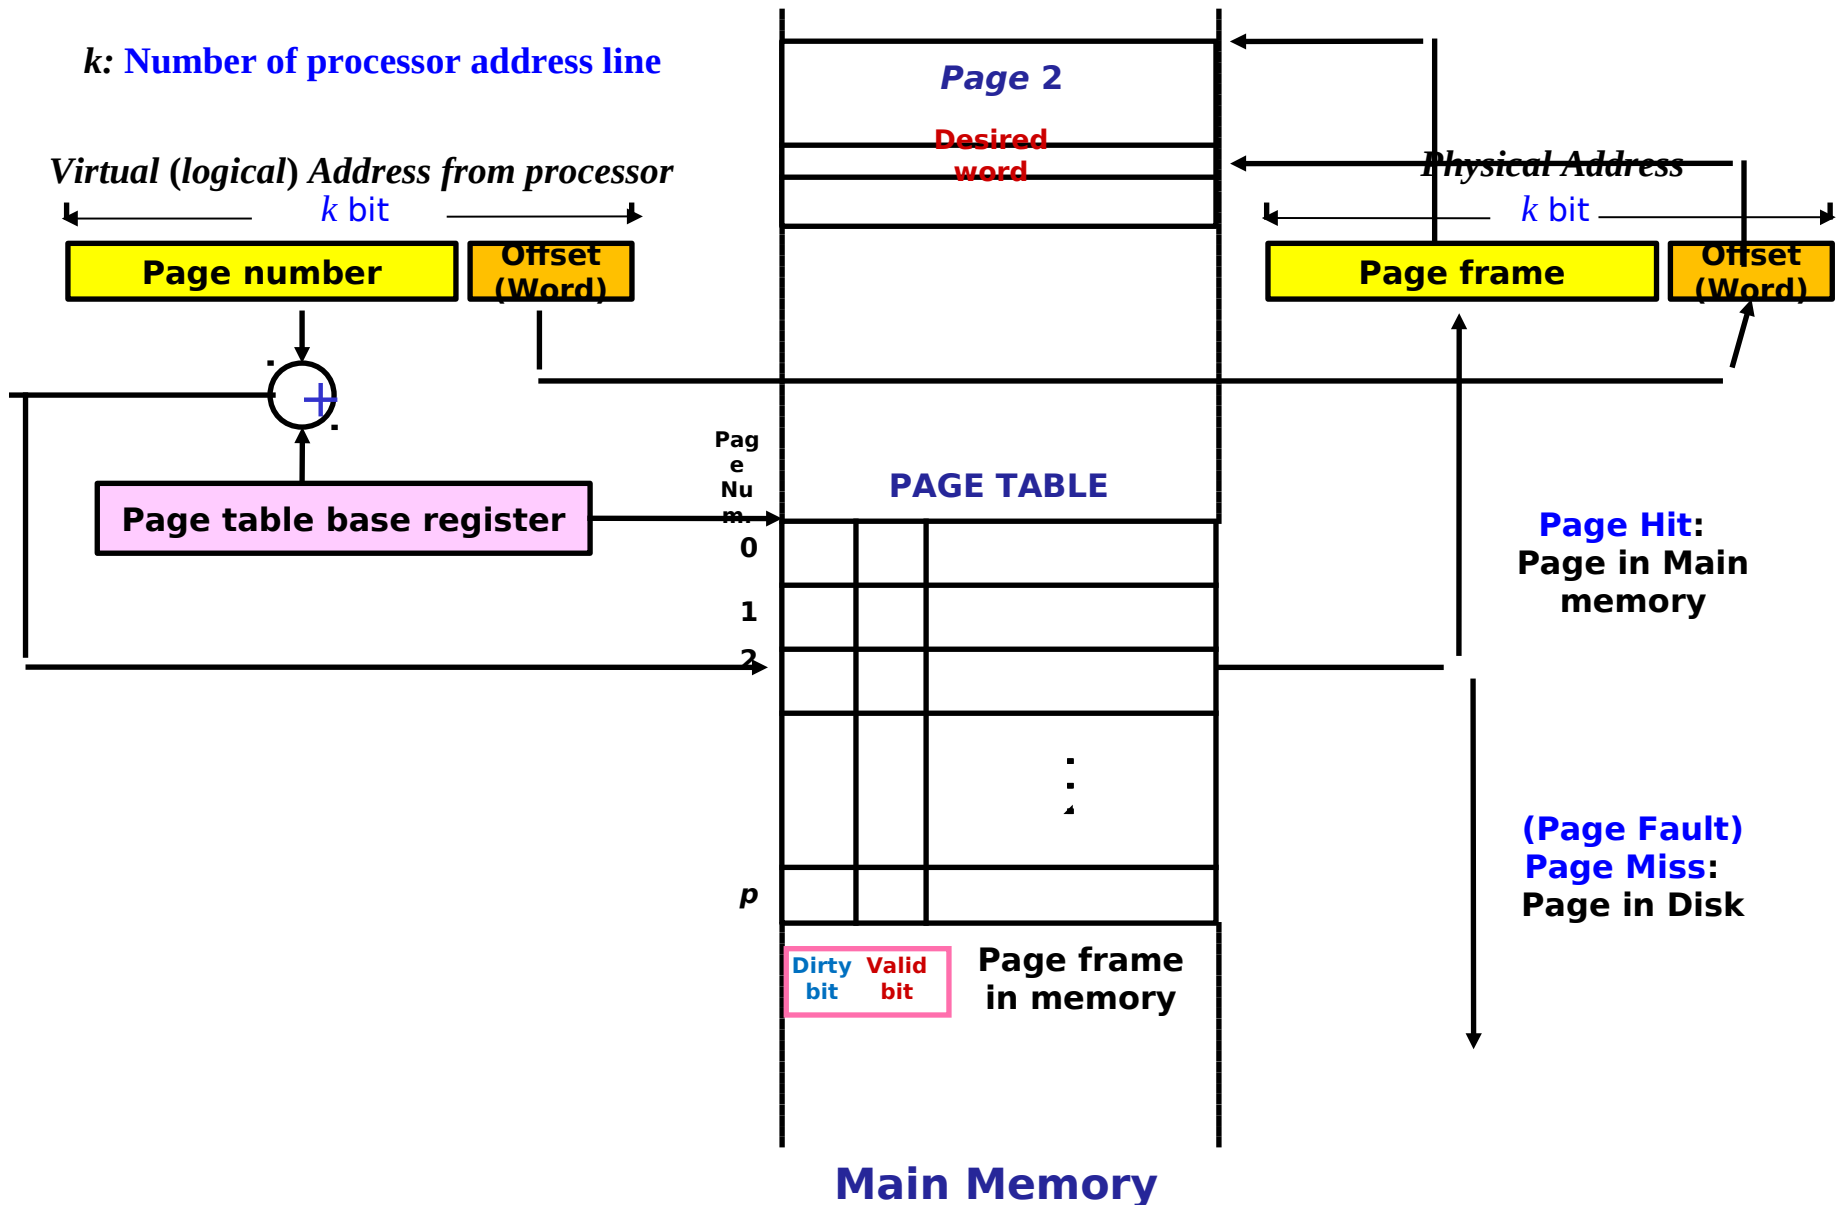 k: Number of processor address line
Page 2
Desired
word
Virtual (logical) Address from processor
k bit
Page number
Offset
(Word)
Physical Address
k bit
Page frame
Offset
(Word)
+
Page table base register
Pag
e
Nu
m.
PAGE TABLE
0
1
2
p
Page Hit:
Page in Main
memory
(Page Fault)
Page Miss:
Page in Disk
Dirty
bit
Valid
bit
Page frame
in memory
Main Memory